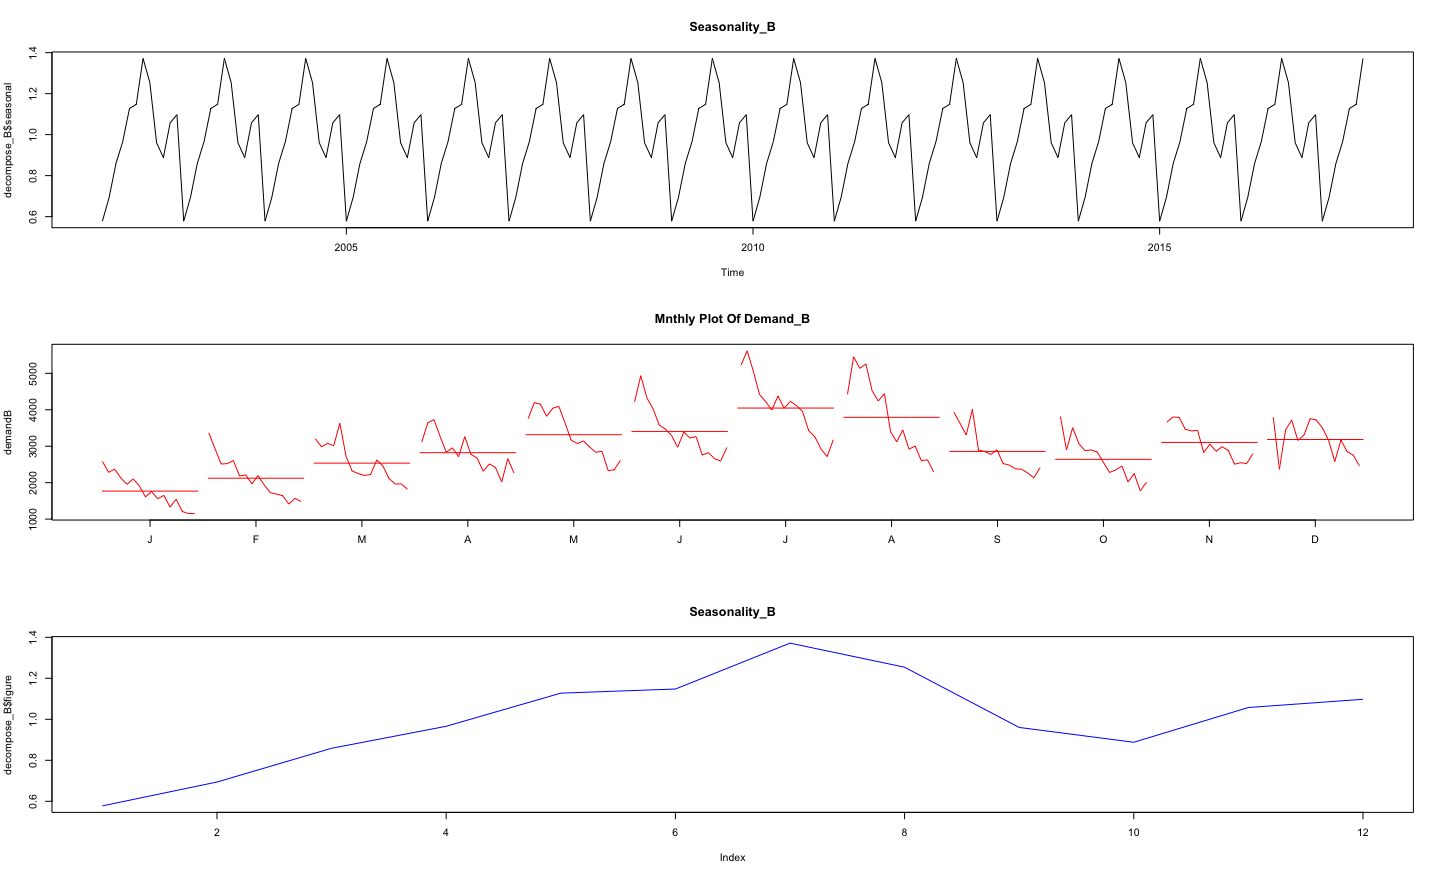 Seasonality_B
decompose_B$seasonal
0.6 0.8 1.0 1.2 1.4
2005 2010 2015
Time
Mnthly Plot Of Demand_B
demandB
1000 2000 3000 4000 5000
J F M A M J J A S O N D
Seasonality_B
decompose_B$figure
0.6 0.8 1.0 1.2 1.4
2 4 6 8 10 12
Index